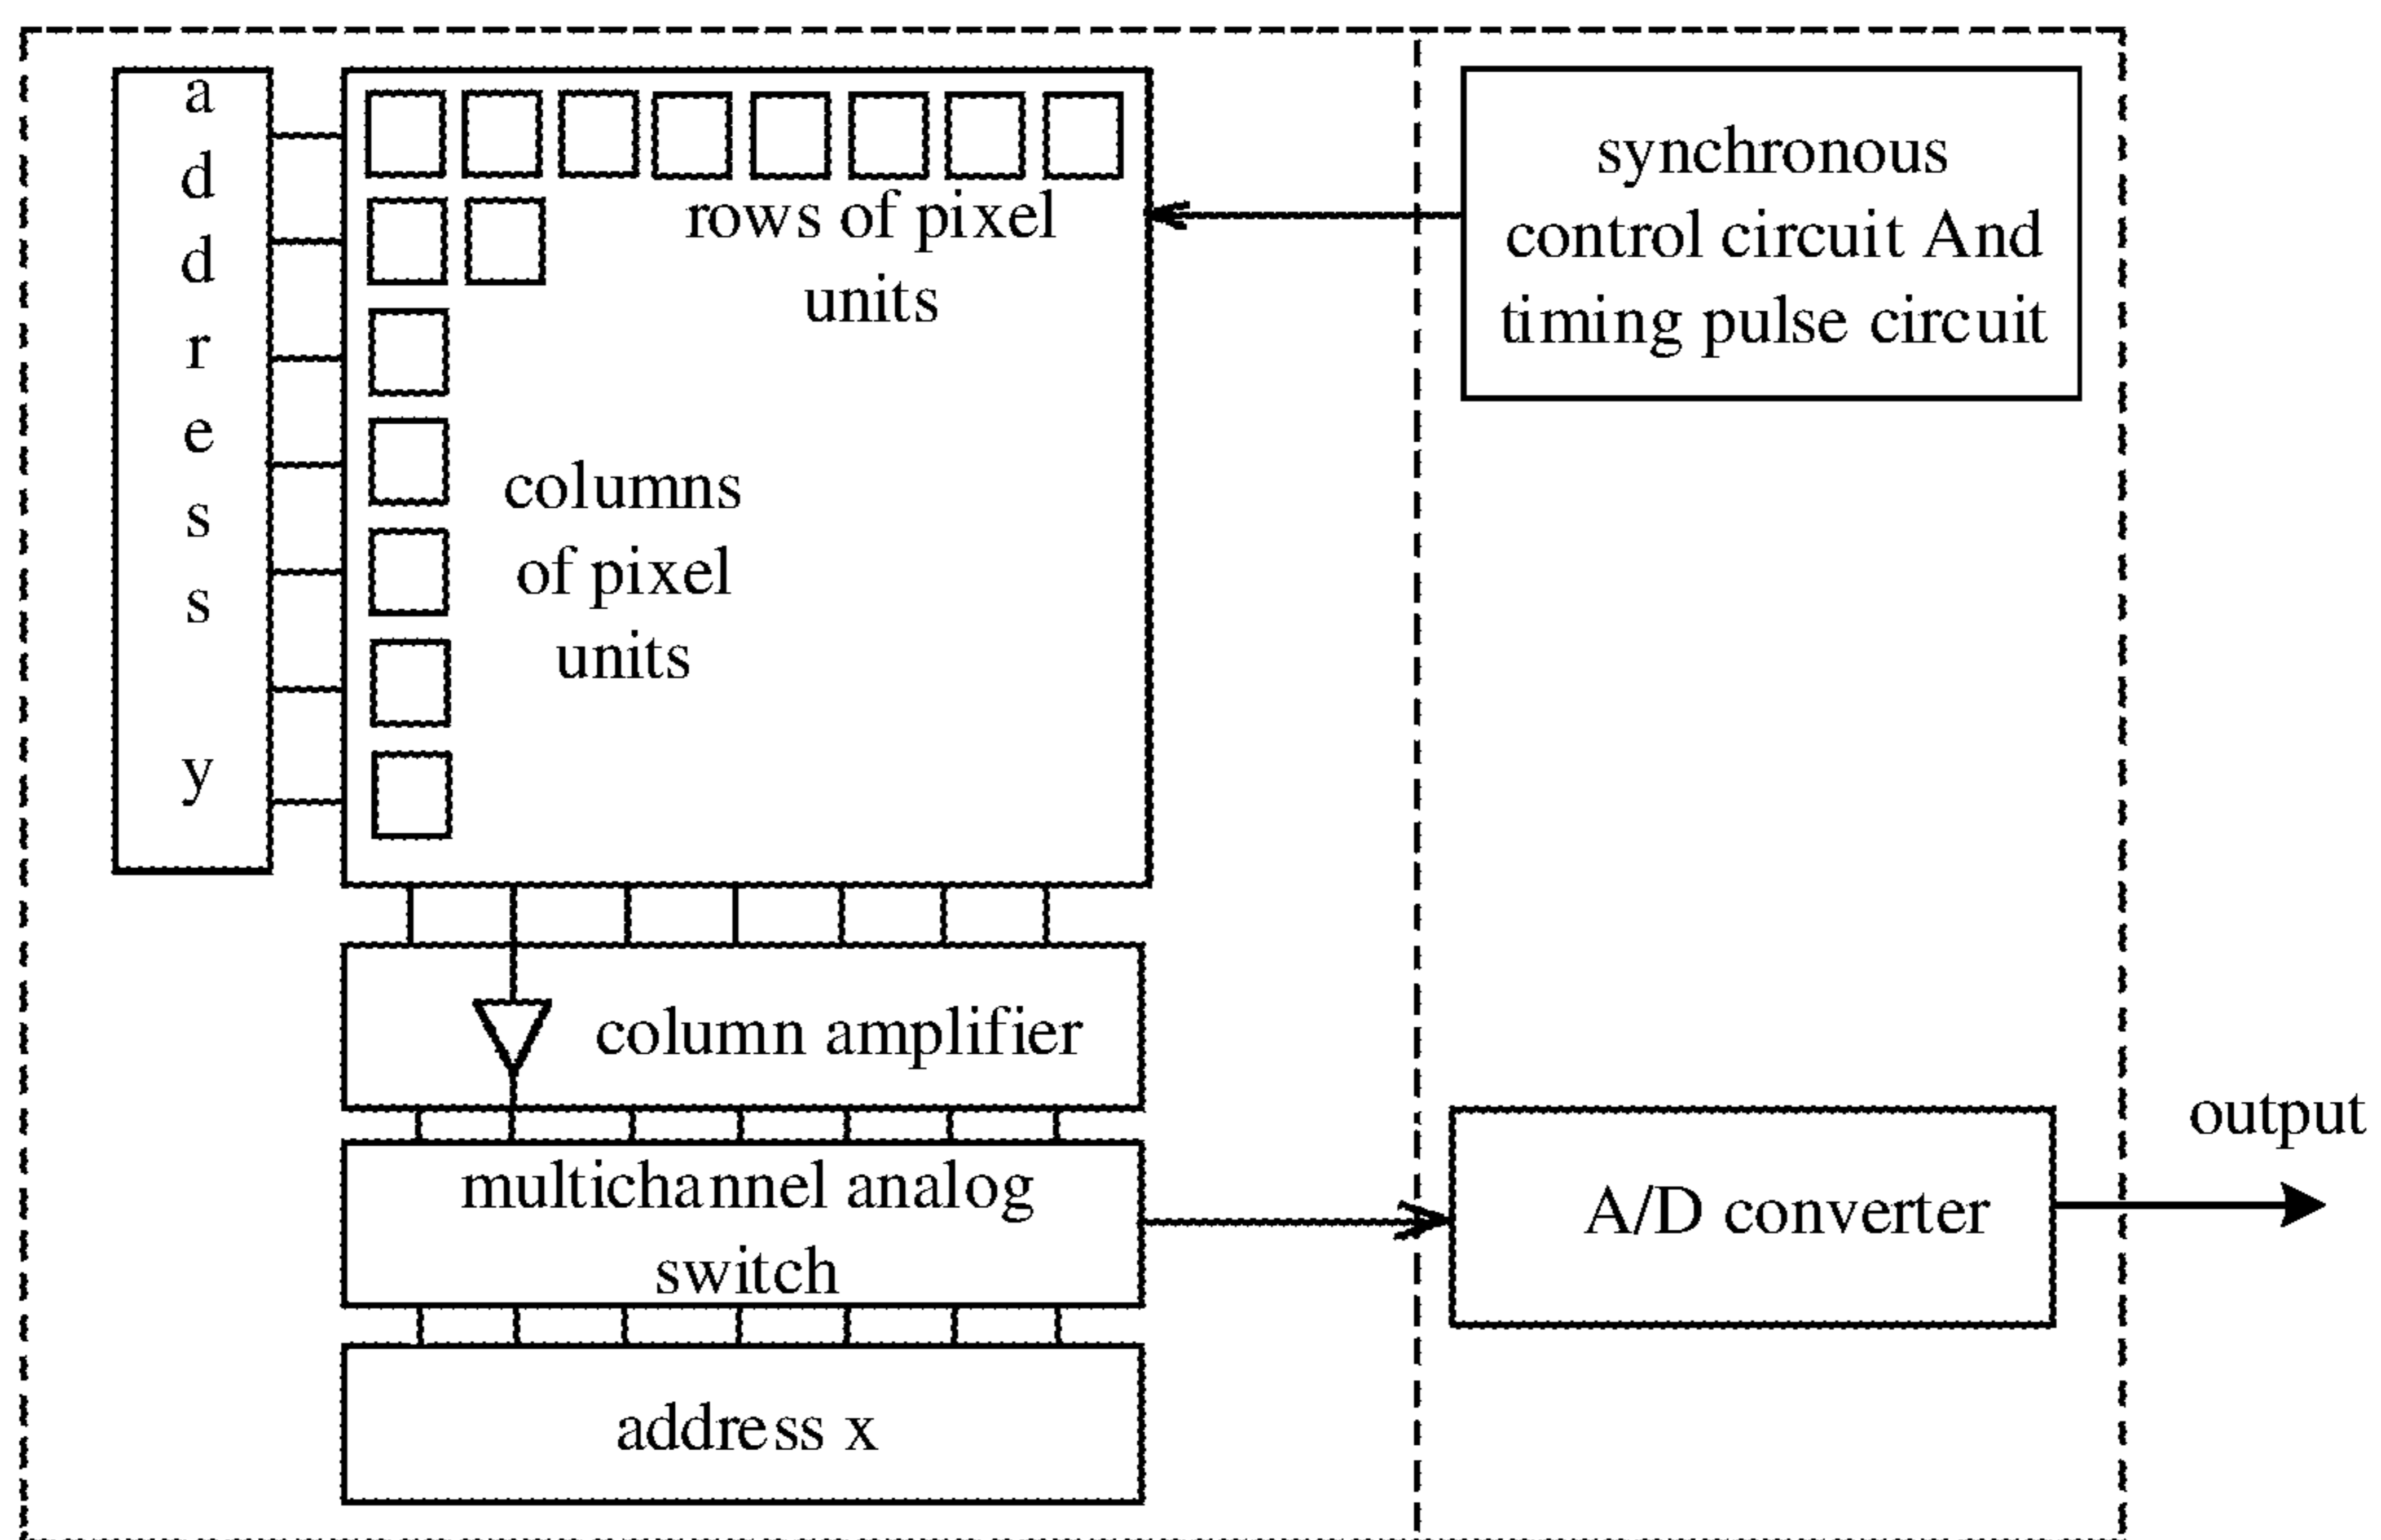 address y
rows of pixel
units
synchronous
control circuit And
timing pulse circuit
columns
of pixel
units
column amplifier
multichannel analog
switch
A/D converter
output
address x